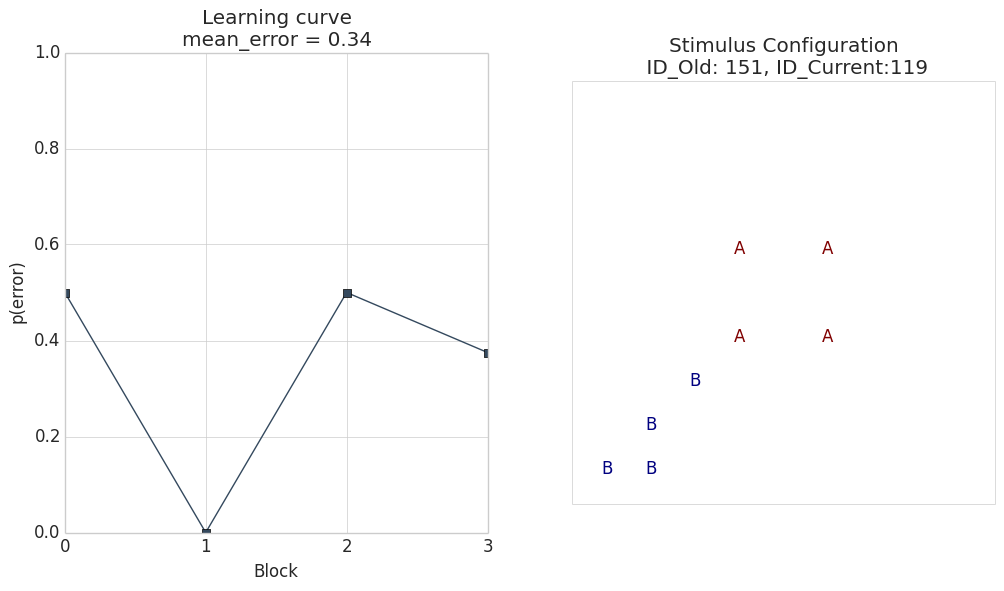 Learning curve
mean_error = 0.34
1.0
0.8
0.6
0.4
0.2
0.0
p(error)
0 1 2 3
Block
Stimulus Configuration
ID_Old: 151, ID_Current:119
A A
A A
B
B
B B